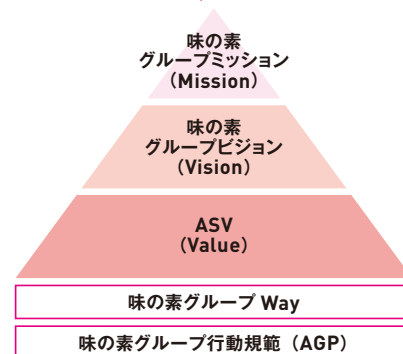 味の素
グループミッション
(Mission)
味の素
グループビジョン
(Vision)
ASV
(Value)
味の素グループ Way
味の素グループ行動規範（AGP）